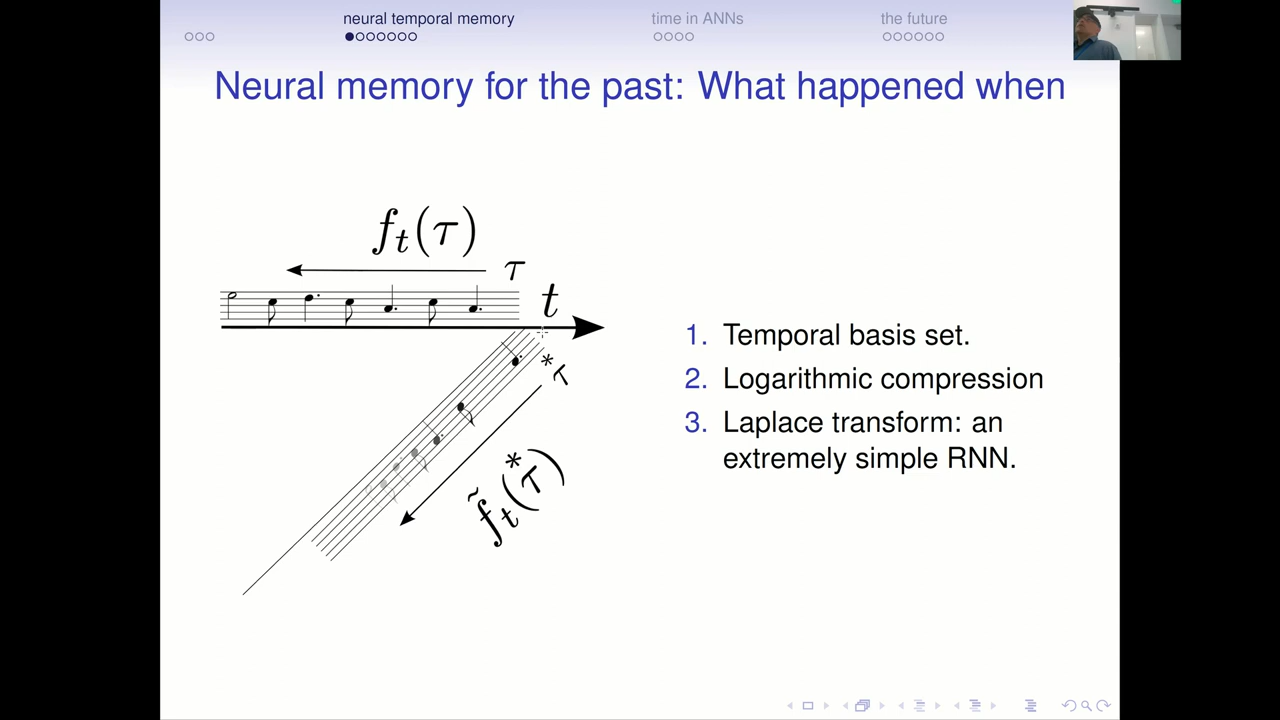 neural temporal memory
time in ANNs
the future
Neural memory for the past: What happened when
f_t(τ)
τ
t
*τ
f̃_t(*τ)
1. Temporal basis set.
2. Logarithmic compression
3. Laplace transform: an
extremely simple RNN.